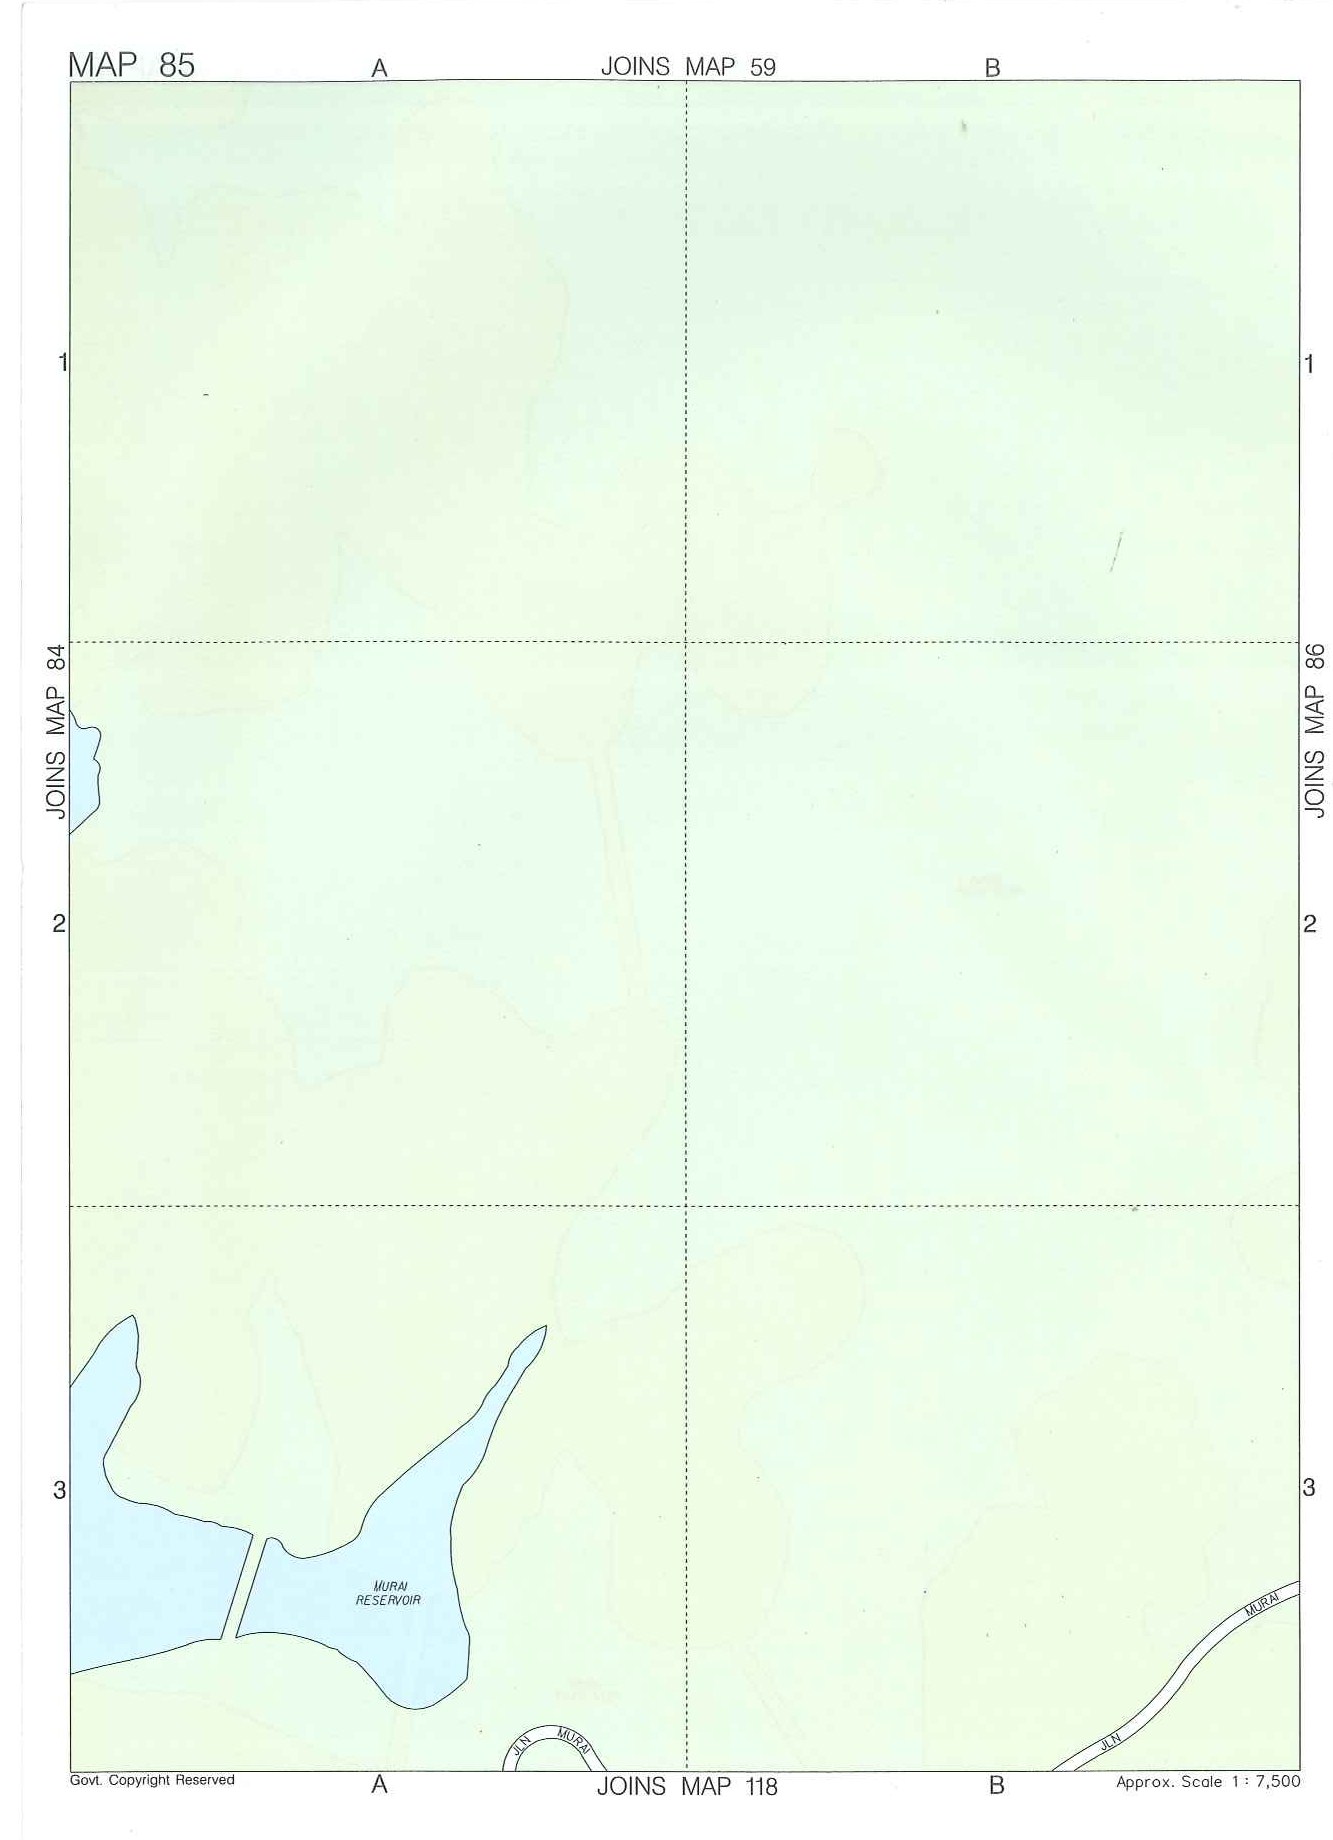 MAP 85 A JOINS MAP 59 B
1 1
JOINS MAP 84
JOINS MAP 86
2 2
3 3
MURAI
RESERVOIR
MURAI
JLN
JLN MURAI
Govt. Copyright Reserved A JOINS MAP 118 B Approx. Scale 1 : 7,500